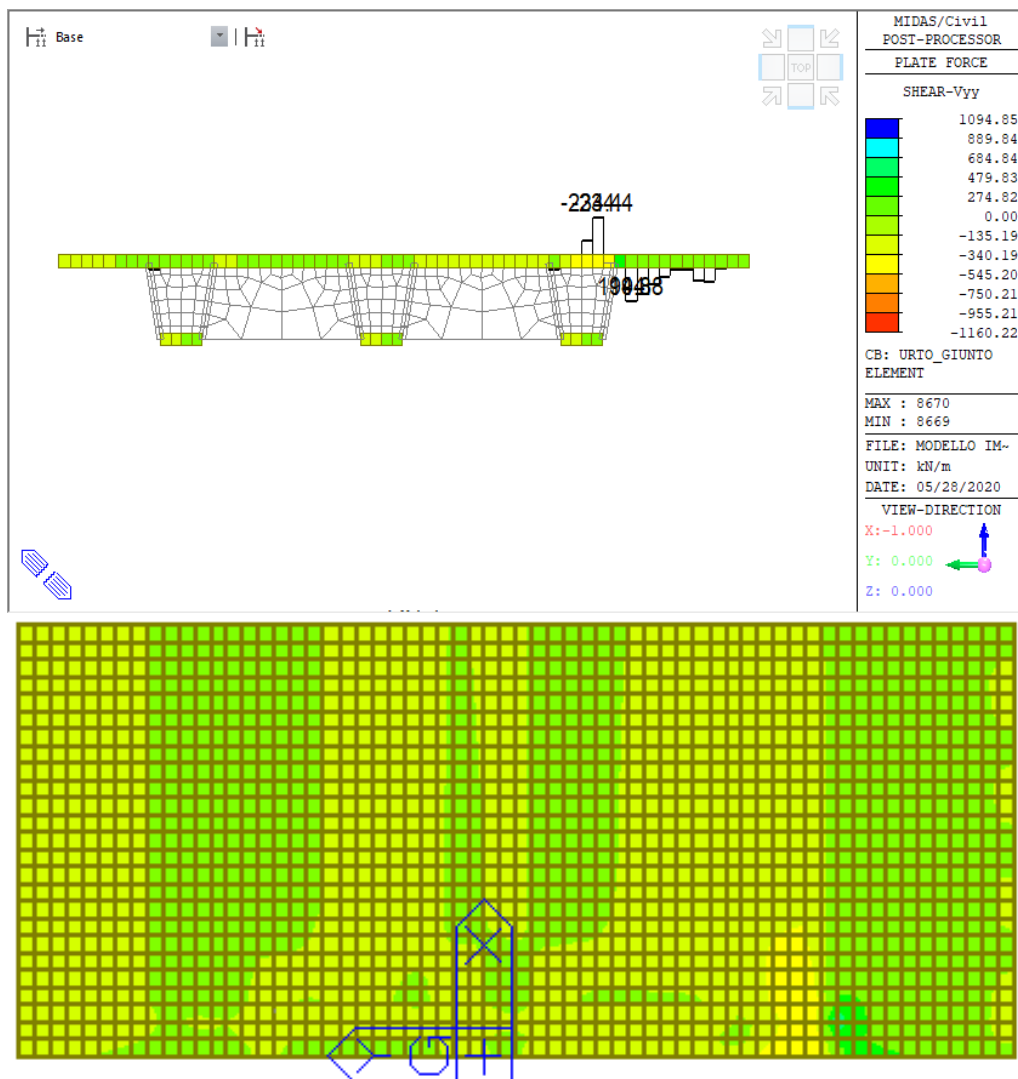 Base
TOP
MIDAS/Civil
POST-PROCESSOR
PLATE FORCE
SHEAR-Vyy
1094.85
889.84
684.84
479.83
274.82
0.00
-135.19
-340.19
-545.20
-750.21
-955.21
-1160.22
CB: URTO_GIUNTO
ELEMENT
MAX : 8670
MIN : 8669
FILE: MODELLO IM~
UNIT: kN/m
DATE: 05/28/2020
VIEW-DIRECTION
X:-1.000
Y: 0.000
Z: 0.000
X
G